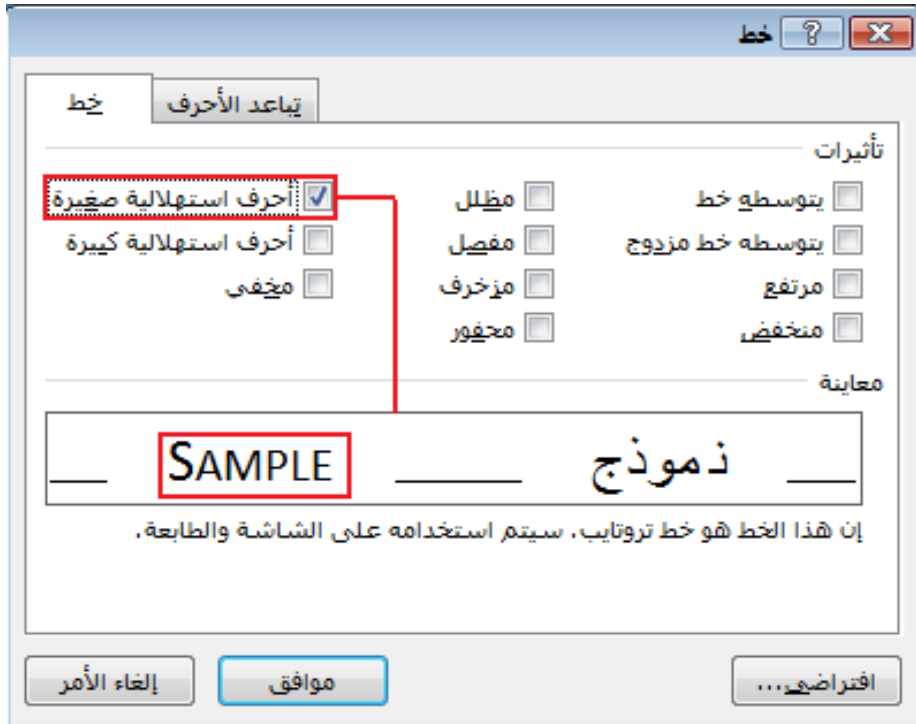 خط
خط
تباعد الأحرف
تأثيرات
يتوسطه خط
مظلل
أحرف استهلالية صغيرة
يتوسطه خط مزدوج
مفصل
أحرف استهلالية كبيرة
مرتفع
مزخرف
مخفي
منخفض
محفور
معاينة
نموذج SAMPLE
إن هذا الخط هو خط تروتايب. سيتم استخدامه على الشاشة والطابعة.
افتراضي...
موافق
إلغاء الأمر